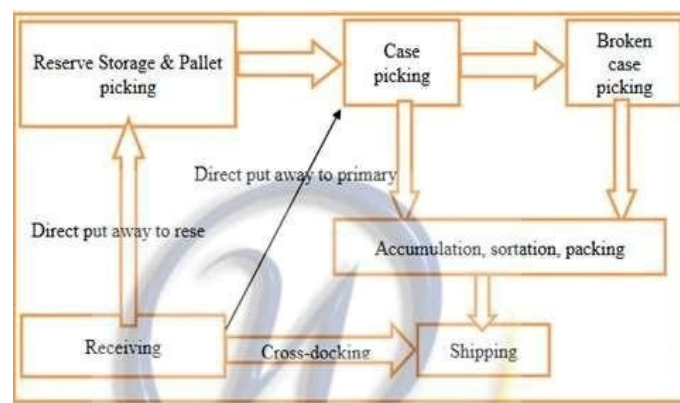 Reserve Storage & Pallet
picking
Case
picking
Broken
case
picking
Direct put away to primary
Direct put away to rese
Accumulation, sortation, packing
Receiving
Cross-docking
Shipping